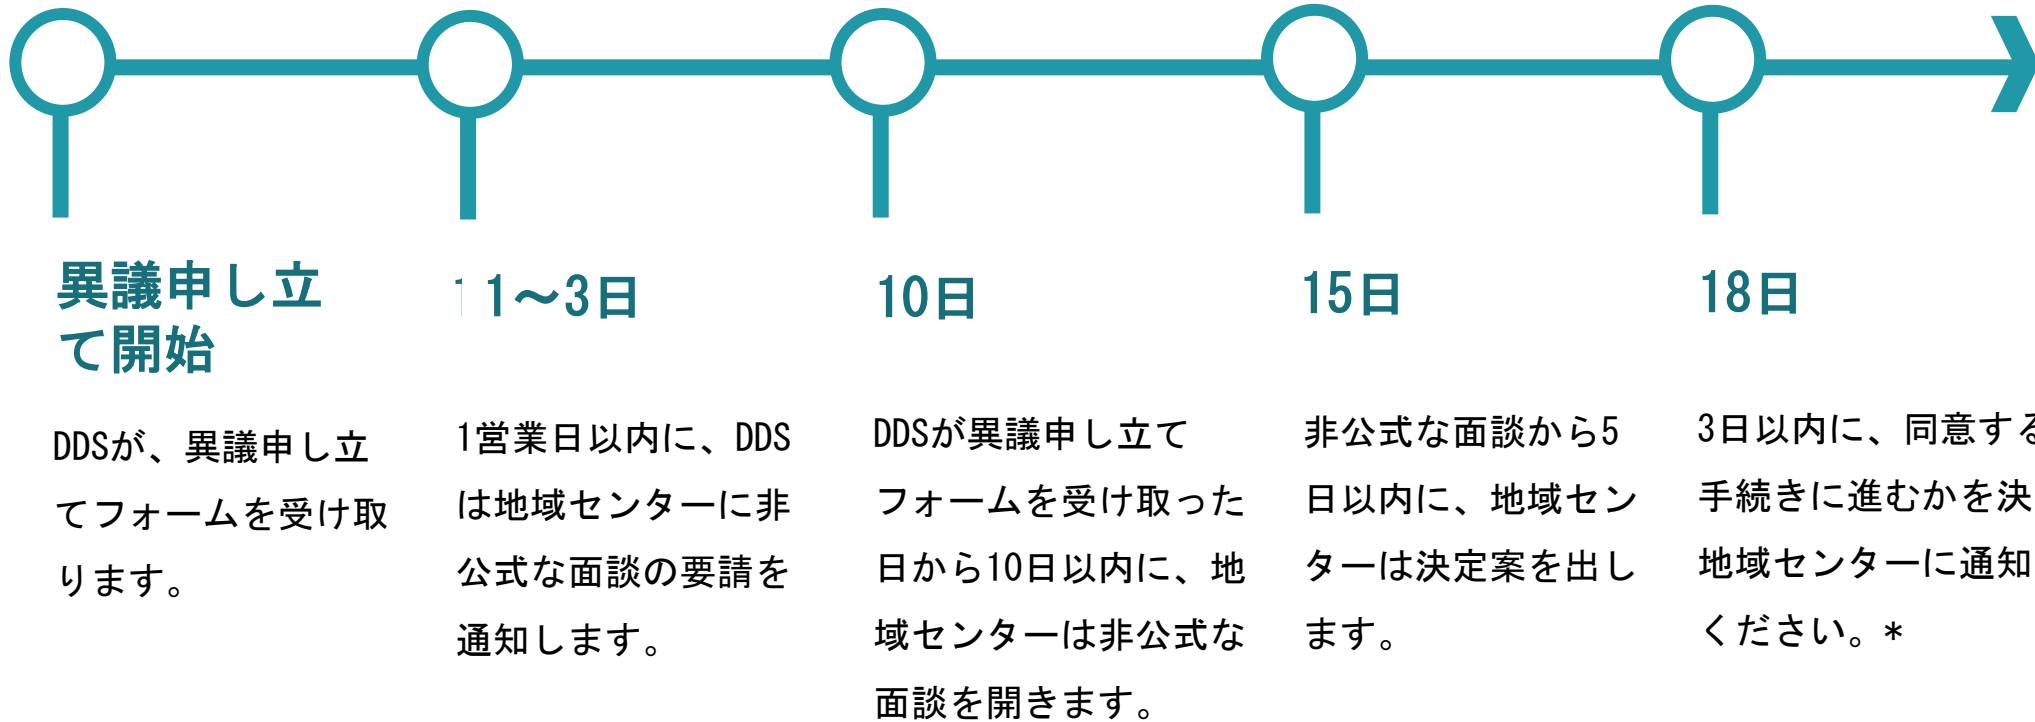 異議申し立
て開始
DDSが、異議申し立
てフォームを受け取
ります。
1～3日
1営業日以内に、DDS
は地域センターに非
公式な面談の要請を
通知します。
10日
DDSが異議申し立て
フォームを受け取った
日から10日以内に、地
域センターは非公式な
面談を開きます。
15日
非公式な面談から5
日以内に、地域セン
ターは決定案を出し
ます。
18日
3日以内に、同意する
手続きに進むかを決
地域センターに通知
ください。*